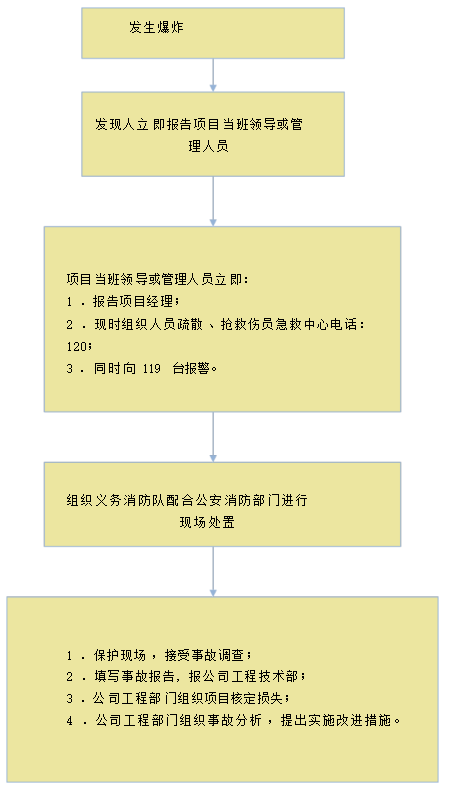 发生爆炸
发现人立即报告项目当班领导或管
理人员
项目当班领导或管理人员立即：
1．报告项目经理；
2．现时组织人员疏散、抢救伤员急救中心电话：
120；
3．同时向 119 台报警。
组织义务消防队配合公安消防部门进行
现场处置
1．保护现场，接受事故调查；
2．填写事故报告，报公司工程技术部；
3．公司工程部门组织项目核定损失；
4．公司工程部门组织事故分析，提出实施改进措施。